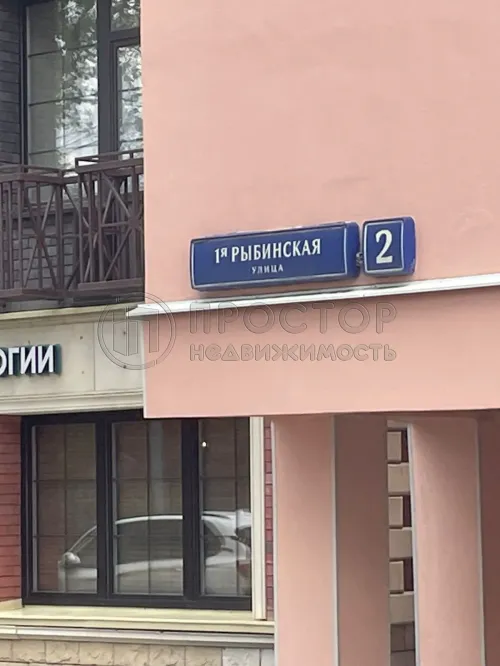 1я РЫБИНСКАЯ
УЛИЦА
2
ПРОСТОР
НЕДВИЖИМОСТЬ
ОГИИ